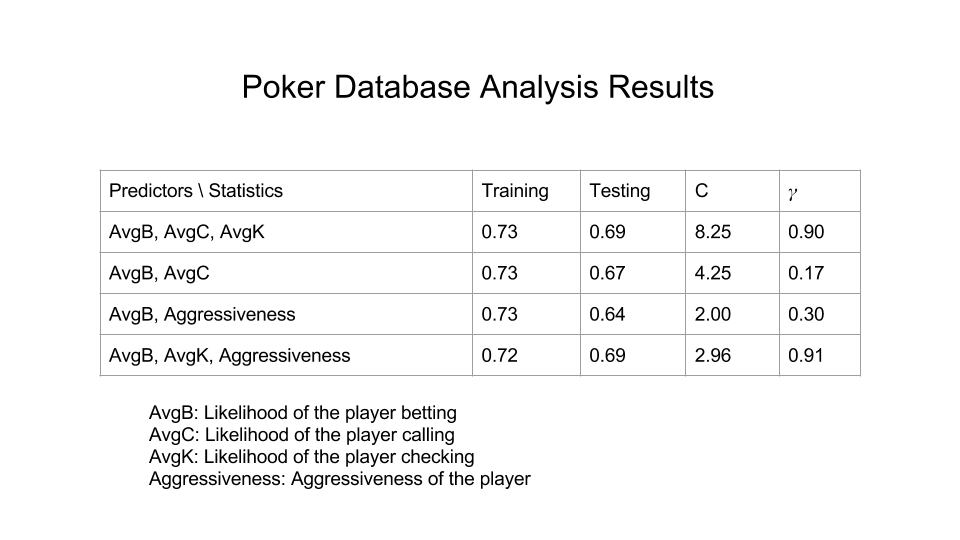 Poker Database Analysis Results
Predictors \ Statistics Training Testing C γ
AvgB, AvgC, AvgK 0.73 0.69 8.25 0.90
AvgB, AvgC 0.73 0.67 4.25 0.17
AvgB, Aggressiveness 0.73 0.64 2.00 0.30
AvgB, AvgK, Aggressiveness 0.72 0.69 2.96 0.91
AvgB: Likelihood of the player betting
AvgC: Likelihood of the player calling
AvgK: Likelihood of the player checking
Aggressiveness: Aggressiveness of the player